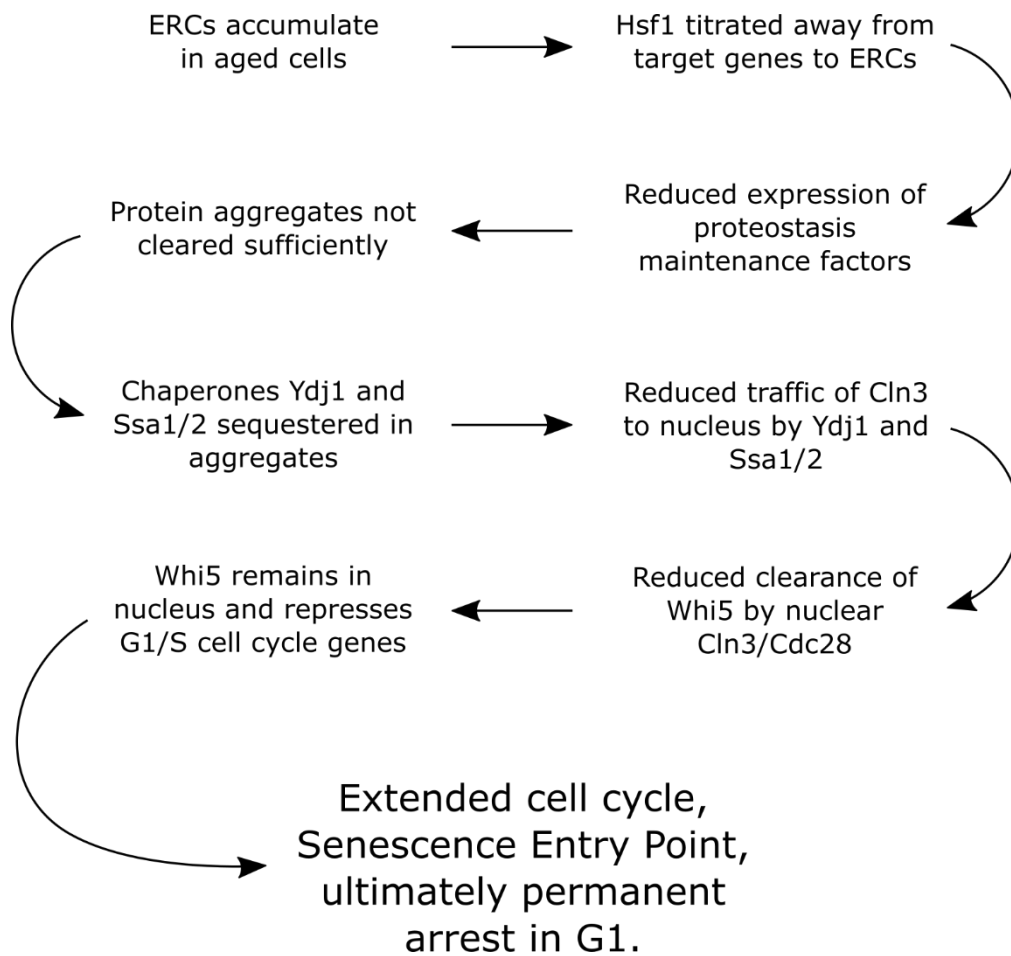 ERCs accumulate
in aged cells
Hsf1 titrated away from
target genes to ERCs
Reduced expression of
proteostasis
maintenance factors
Protein aggregates not
cleared sufficiently
Chaperones Ydj1 and
Ssa1/2 sequestered in
aggregates
Reduced traffic of Cln3
to nucleus by Ydj1 and
Ssa1/2
Reduced clearance of
Whi5 by nuclear
Cln3/Cdc28
Whi5 remains in
nucleus and represses
G1/S cell cycle genes
Extended cell cycle,
Senescence Entry Point,
ultimately permanent
arrest in G1.